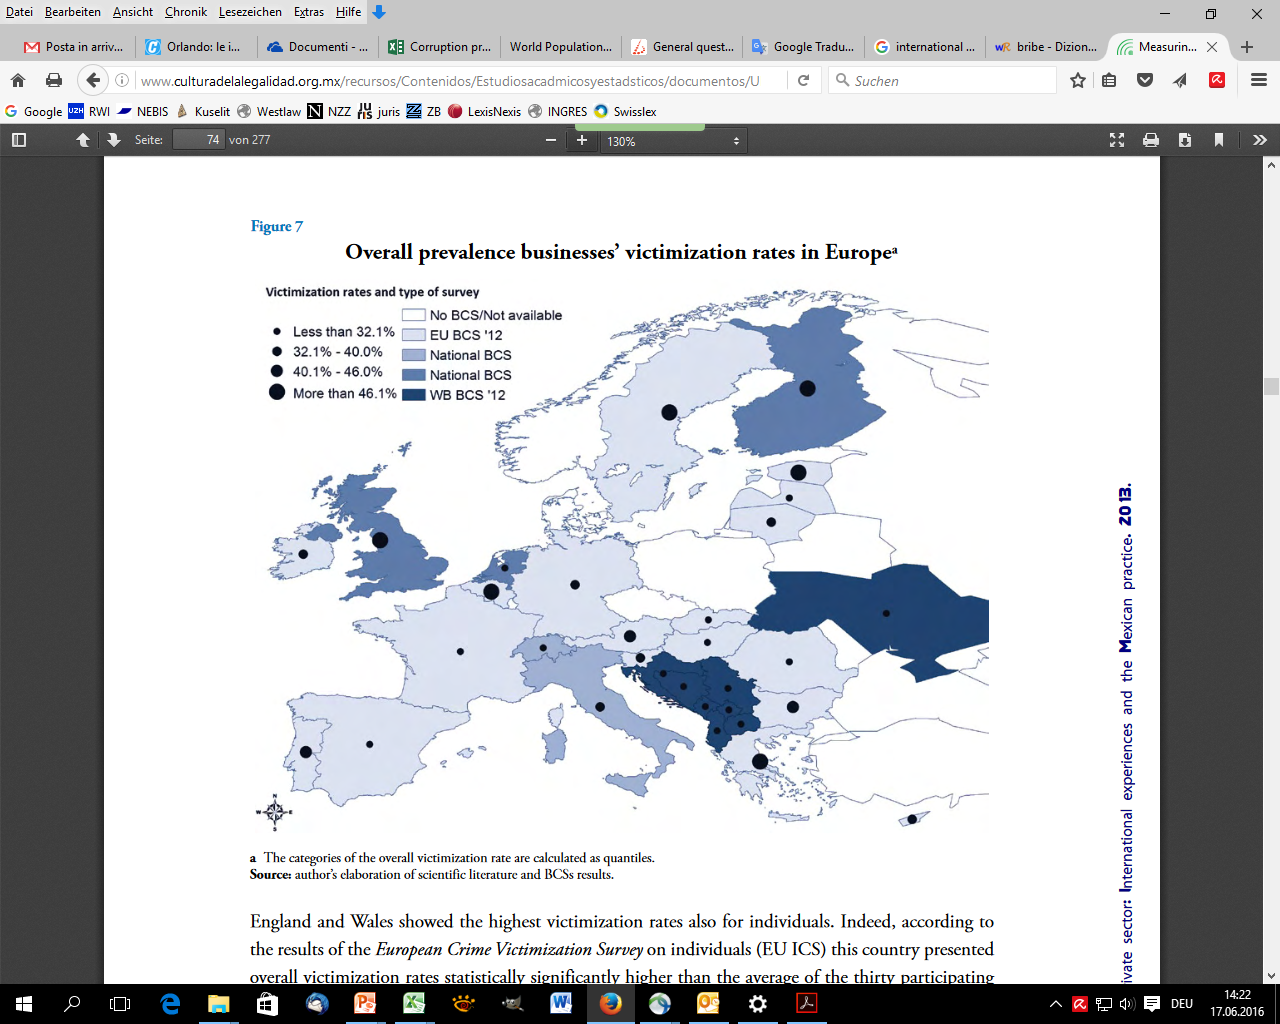 Datei Bearbeiten Ansicht Chronik Lesezeichen Extras Hilfe
Posta in arriv... Orlando: le i... Documenti - ... Corruption pr... World Population... General quest... Google Tradu... international ... bribe - Dizion... Measurin...
www.culturadelalegalidad.org.mx/recursos/Contenidos/Estudiosacadmicosyestadsticos/documentos/U
Suchen
Google RWI NEBIS Kuselit Westlaw NZZ juris ZB LexisNexis INGRES Swisslex
Seite: 74 von 277
130%
Figure 7
Overall prevalence businesses’ victimization rates in Europeª
Victimization rates and type of survey
Less than 32.1%
32.1% - 40.0%
40.1% - 46.0%
More than 46.1%
No BCS/Not available
EU BCS '12
National BCS
National BCS
WB BCS '12
N
W E
S
a The categories of the overall victimization rate are calculated as quantiles.
Source: author’s elaboration of scientific literature and BCSs results.
England and Wales showed the highest victimization rates also for individuals. Indeed, according to
the results of the European Crime Victimization Survey on individuals (EU ICS) this country presented
overall victimization rates statistically significantly higher than the average of the thirty participating
ivate sector: International experiences and the Mexican practice. 2013.
DEU
14:22
17.06.2016